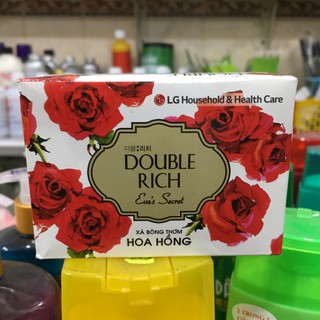 LG Household & Health Care
더블:리치
DOUBLE
RICH
Eva's Secret
XÀ BÔNG THƠM
HOA HỒNG